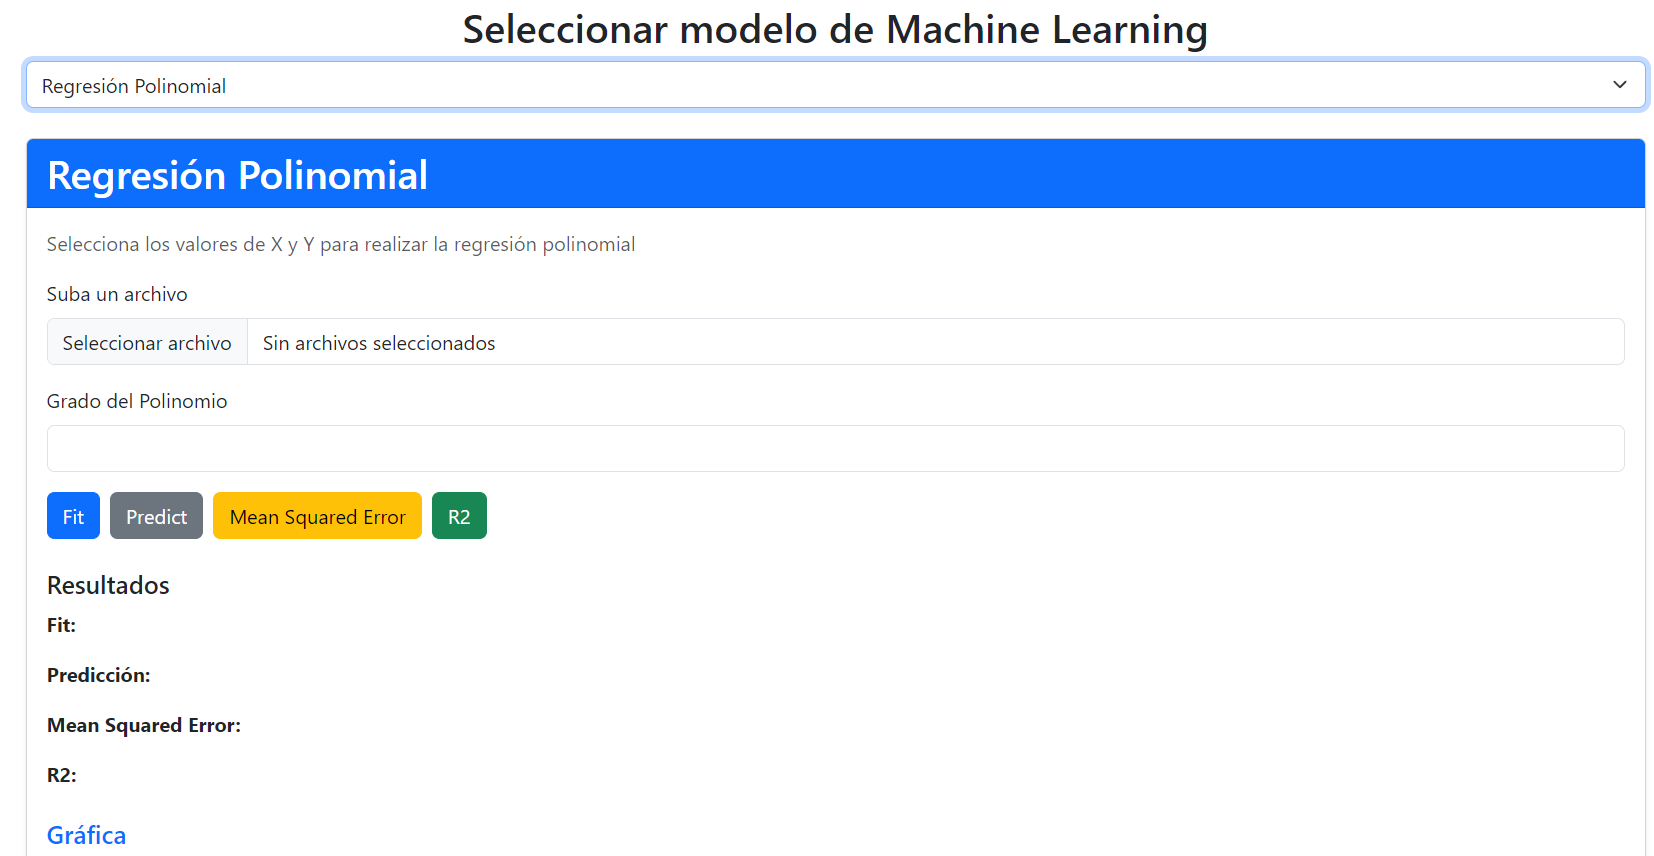 Seleccionar modelo de Machine Learning
Regresión Polinomial
Regresión Polinomial
Selecciona los valores de X y Y para realizar la regresión polinomial
Suba un archivo
Seleccionar archivo Sin archivos seleccionados
Grado del Polinomio
Fit Predict Mean Squared Error R2
Resultados
Fit:
Predicción:
Mean Squared Error:
R2:
Gráfica